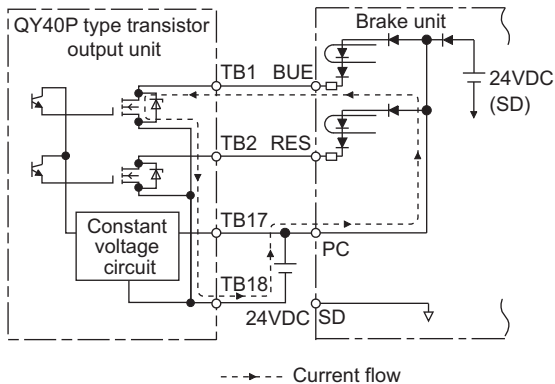 QY40P type transistor
output unit
Brake unit
TB1 BUE
24VDC
(SD)
TB2 RES
Constant
voltage
circuit
TB17
PC
TB18
24VDC SD
Current flow